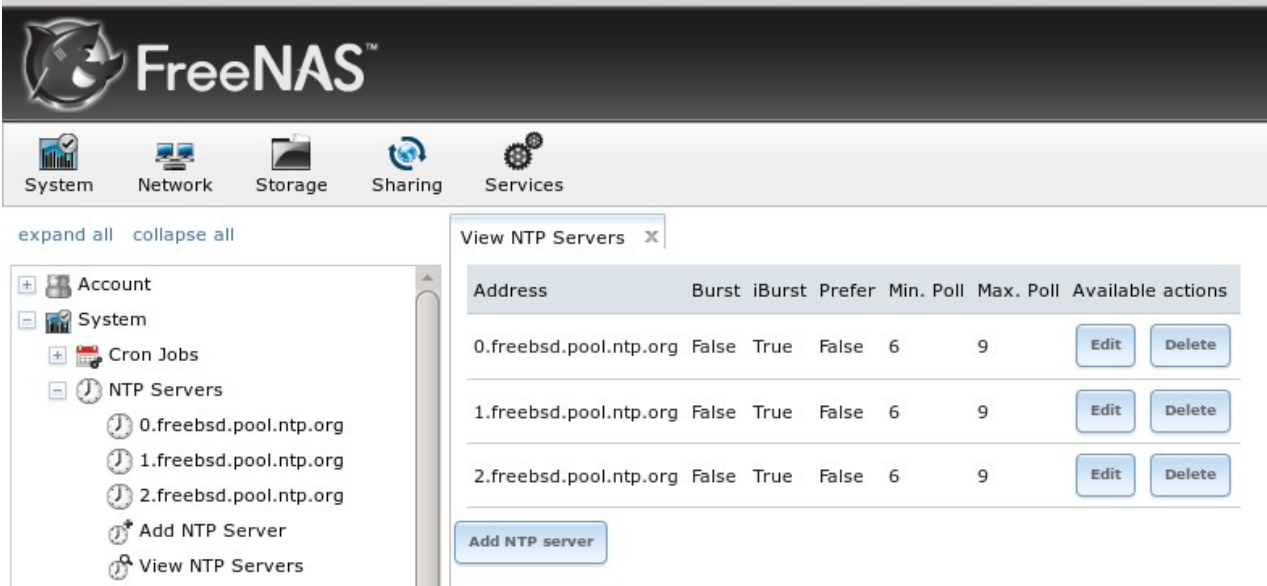 FreeNAS™
System Network Storage Sharing Services
expand all collapse all
Account
System
Cron Jobs
NTP Servers
0.freebsd.pool.ntp.org
1.freebsd.pool.ntp.org
2.freebsd.pool.ntp.org
Add NTP Server
View NTP Servers
View NTP Servers X
Address Burst iBurst Prefer Min. Poll Max. Poll Available actions
0.freebsd.pool.ntp.org False True False 6 9 Edit Delete
1.freebsd.pool.ntp.org False True False 6 9 Edit Delete
2.freebsd.pool.ntp.org False True False 6 9 Edit Delete
Add NTP server